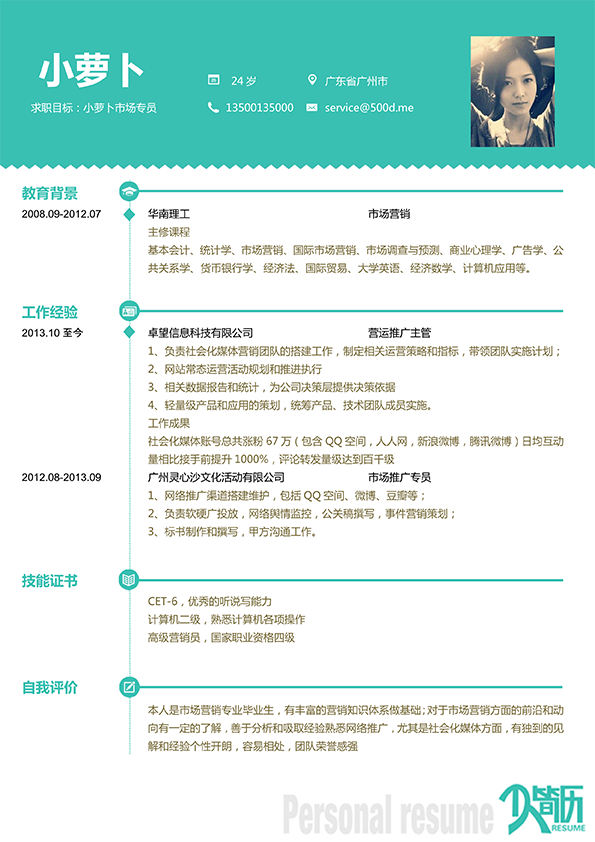 小萝卜
24 岁
广东省广州市
求职目标：小萝卜市场专员
13500135000
service@500d.me
教育背景
2008.09-2012.07 华南理工 市场营销
主修课程
基本会计、统计学、市场营销、国际市场营销、市场调查与预测、商业心理学、广告学、公
共关系学、货币银行学、经济法、国际贸易、大学英语、经济数学、计算机应用等。
工作经验
2013.10 至今 卓望信息科技有限公司 营运推广主管
1、负责社会化媒体营销团队的搭建工作，制定相关运营策略和指标，带领团队实施计划；
2、网站常态运营活动规划和推进执行
3、相关数据报告和统计，为公司决策层提供决策依据
4、轻量级产品和应用的策划，统筹产品、技术团队成员实施。
工作成果
社会化媒体账号总共涨粉 67 万（包含 QQ 空间，人人网，新浪微博，腾讯微博）日均互动
量相比接手前提升 1000%，评论转发量级达到百千级
2012.08-2013.09 广州灵心沙文化活动有限公司 市场推广专员
1、网络推广渠道搭建维护，包括 QQ 空间、微博、豆瓣等；
2、负责软硬广投放，网络舆情监控，公关稿撰写，事件营销策划；
3、标书制作和撰写，甲方沟通工作。
技能证书
CET-6，优秀的听说写能力
计算机二级，熟悉计算机各项操作
高级营销员，国家职业资格四级
自我评价
本人是市场营销专业毕业生，有丰富的营销知识体系做基础；对于市场营销方面的前沿和动
向有一定的了解，善于分析和吸取经验熟悉网络推广，尤其是社会化媒体方面，有独到的见
解和经验个性开朗，容易相处，团队荣誉感强
Personal resume
个人简历
RESUME